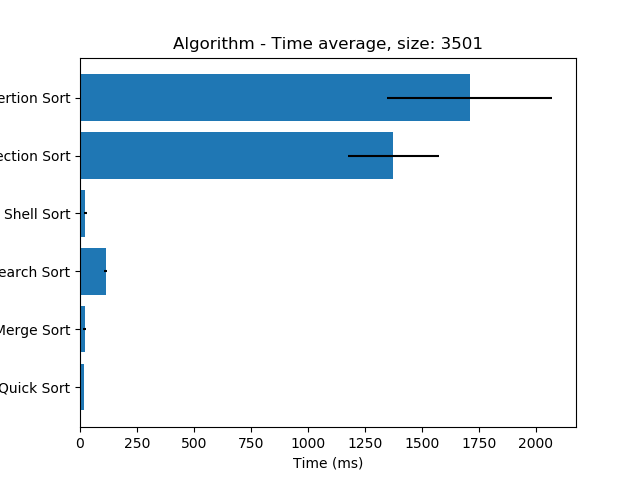 Algorithm - Time average, size: 3501
ertion Sort
ection Sort
Shell Sort
earch Sort
Merge Sort
Quick Sort
0 250 500 750 1000 1250 1500 1750 2000
Time (ms)